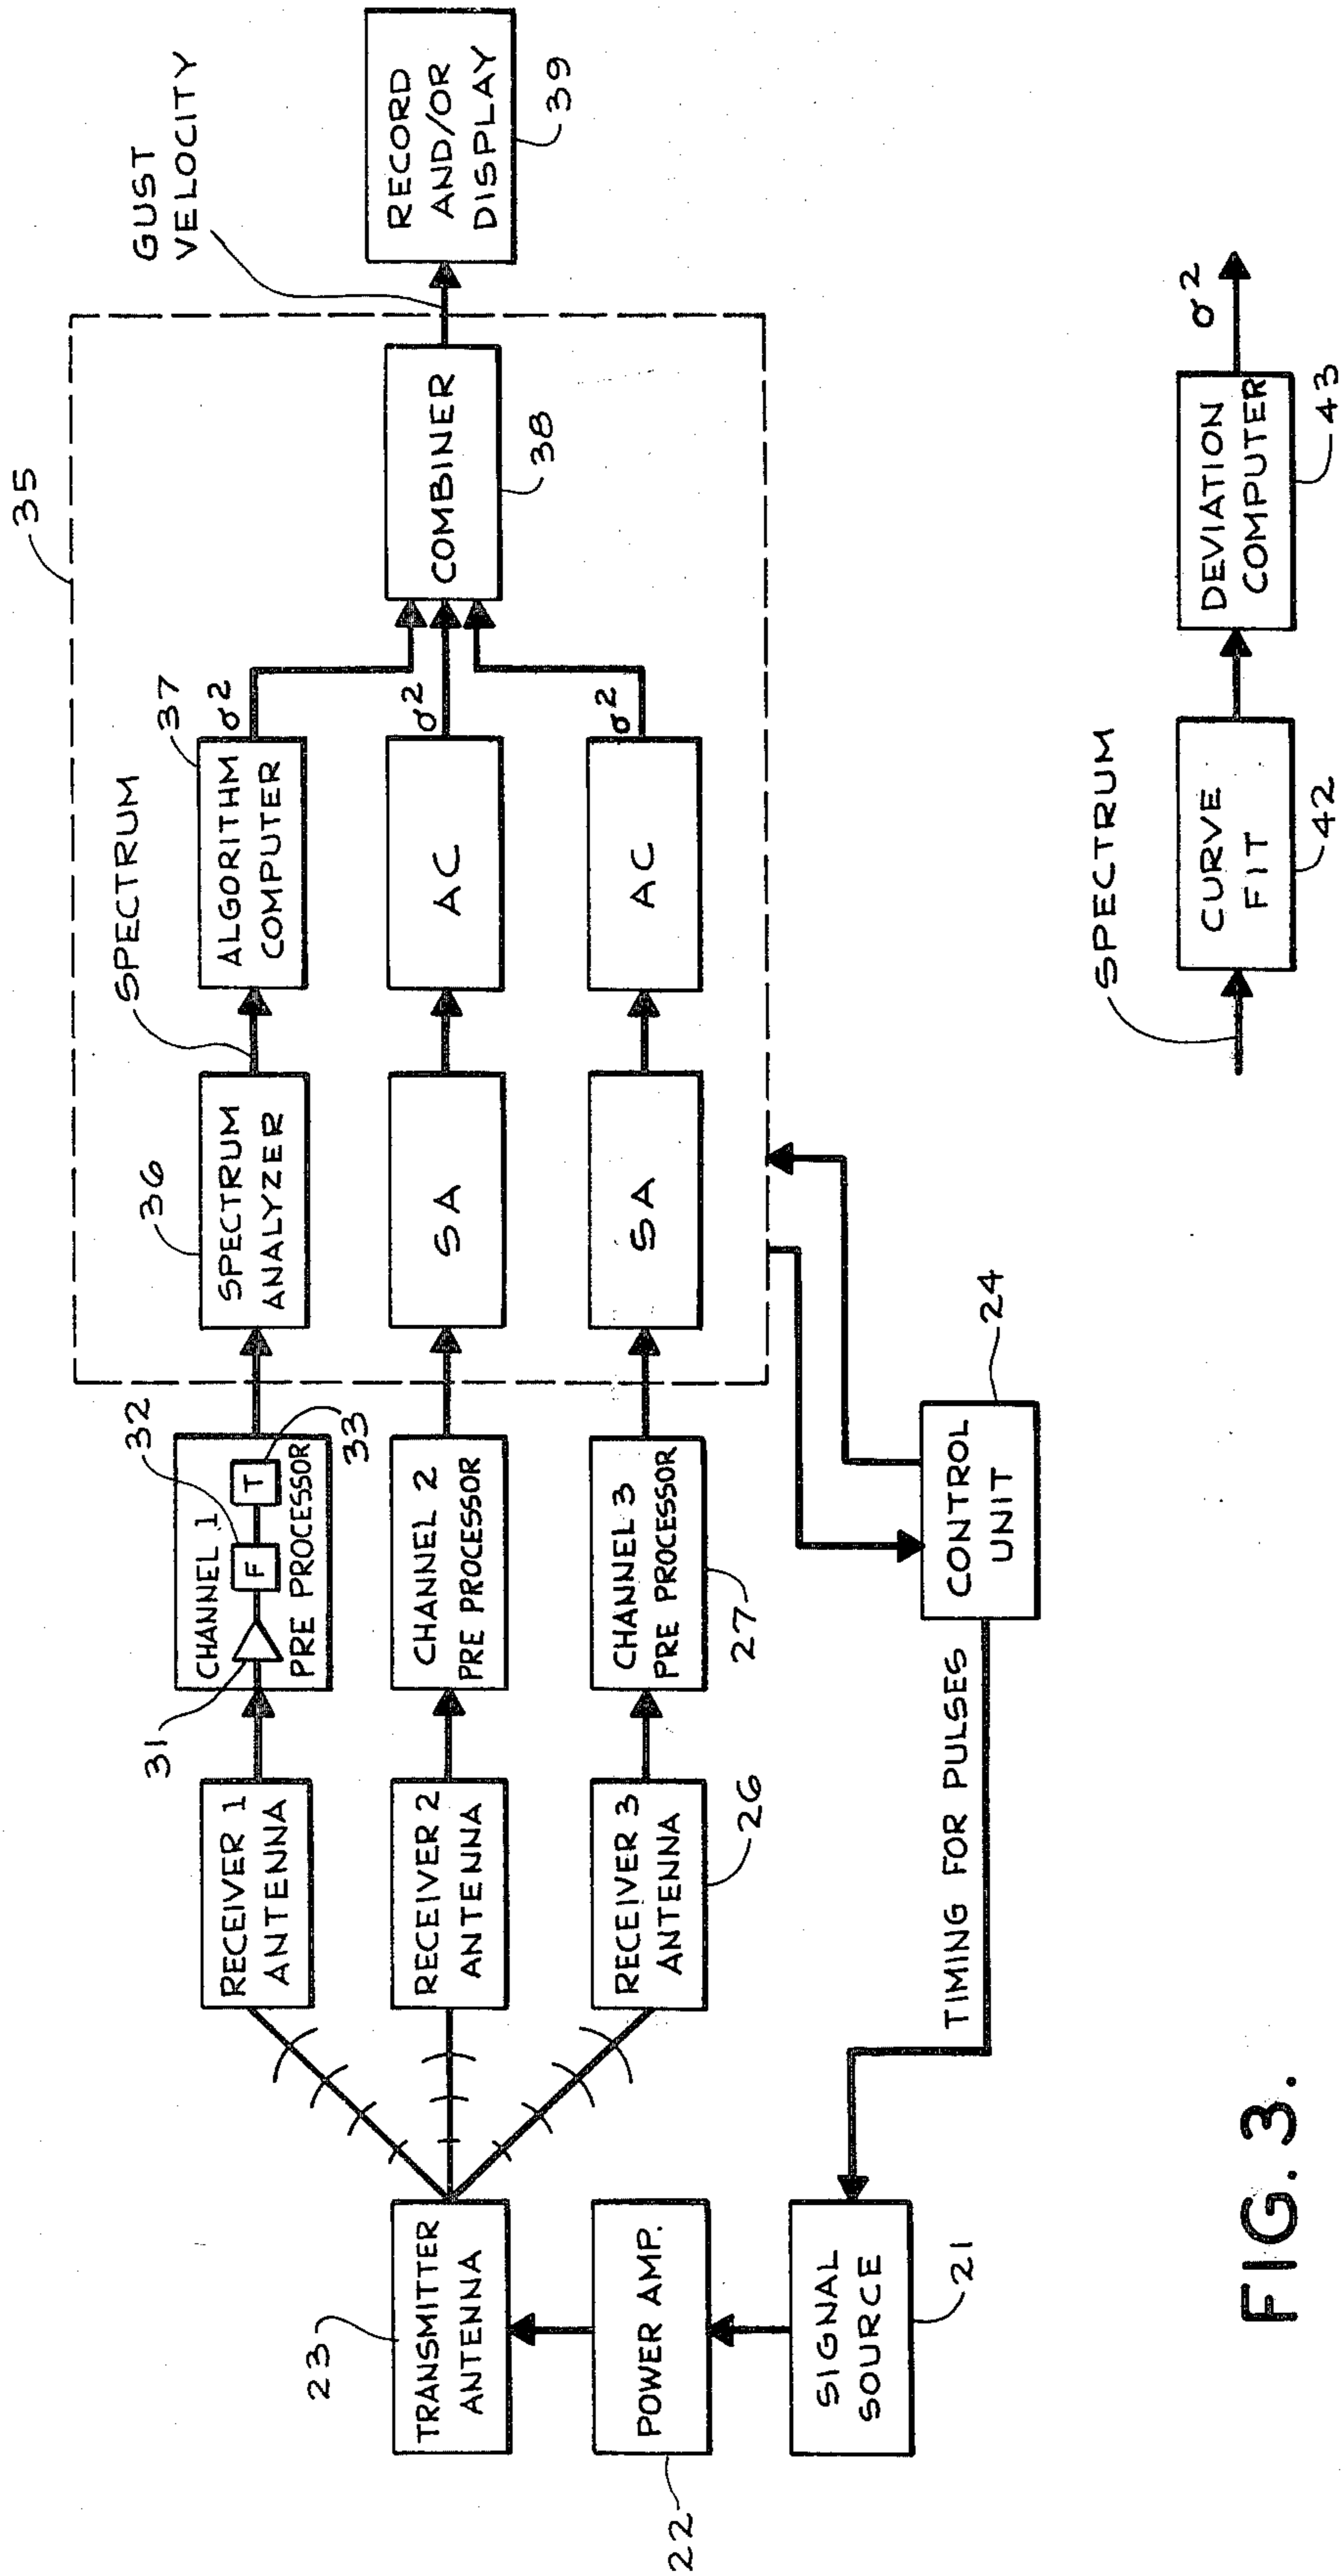 35
GUST
VELOCITY
36
SPECTRUM
37
σ²
31
32
33
CHANNEL 1
F
T
PRE PROCESSOR
RECEIVER 1
ANTENNA
SPECTRUM
ANALYZER
ALGORITHM
COMPUTER
RECORD
AND/OR
DISPLAY
39
23
TRANSMITTER
ANTENNA
RECEIVER 2
ANTENNA
CHANNEL 2
PRE PROCESSOR
SA
AC
σ²
COMBINER
38
22
POWER AMP.
RECEIVER 3
ANTENNA
26
CHANNEL 3
PRE PROCESSOR
27
SA
AC
σ²
SIGNAL
SOURCE
21
TIMING FOR PULSES
CONTROL
UNIT
24
SPECTRUM
CURVE
FIT
42
DEVIATION
COMPUTER
43
σ²
FIG. 3.